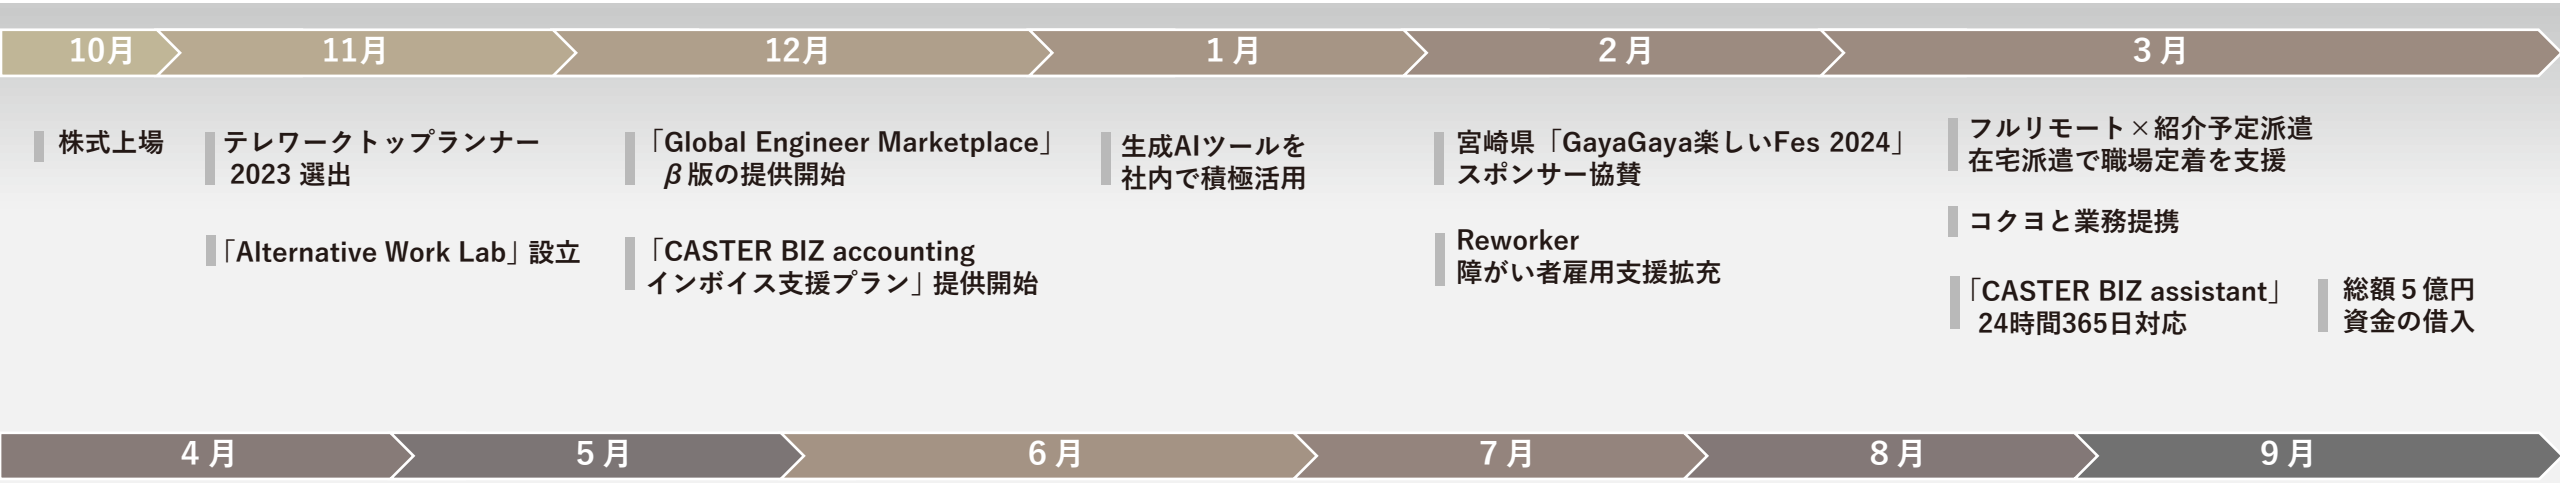 10月
11月
12月
1月
2月
3月
株式上場
テレワークトップランナー
2023 選出
「Alternative Work Lab」設立
「Global Engineer Marketplace」
β版の提供開始
「CASTER BIZ accounting
インボイス支援プラン」提供開始
生成AIツールを
社内で積極活用
宮崎県「GayaGaya楽しいFes 2024」
スポンサー協賛
Reworker
障がい者雇用支援拡充
フルリモート×紹介予定派遣
在宅派遣で職場定着を支援
コクヨと業務提携
「CASTER BIZ assistant」
24時間365日対応
総額5億円
資金の借入
4月
5月
6月
7月
8月
9月